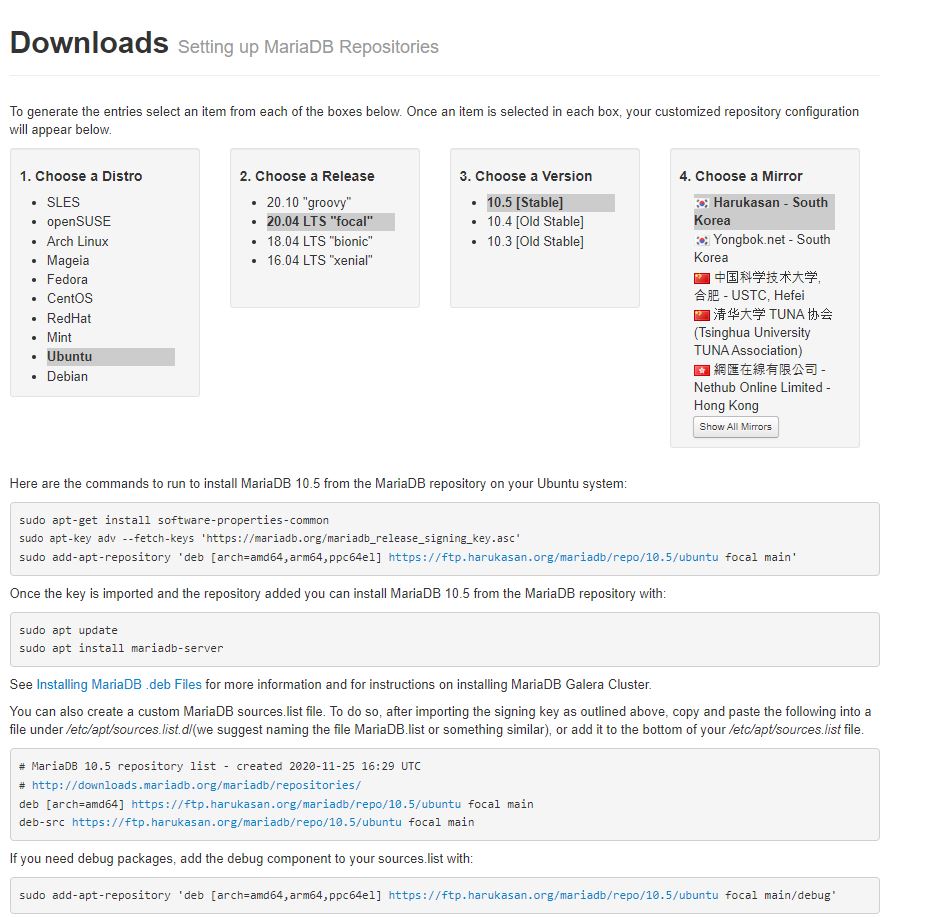 Downloads Setting up MariaDB Repositories
To generate the entries select an item from each of the boxes below. Once an item is selected in each box, your customized repository configuration
will appear below.
1. Choose a Distro
SLES
openSUSE
Arch Linux
Mageia
Fedora
CentOS
RedHat
Mint
Ubuntu
Debian
2. Choose a Release
20.10 "groovy"
20.04 LTS "focal"
18.04 LTS "bionic"
16.04 LTS "xenial"
3. Choose a Version
10.5 [Stable]
10.4 [Old Stable]
10.3 [Old Stable]
4. Choose a Mirror
Harukasan - South
Korea
Yongbok.net - South
Korea
中国科学技术大学,
合肥 - USTC, Hefei
清华大学 TUNA 协会
(Tsinghua University
TUNA Association)
網匯在線有限公司 -
Nethub Online Limited -
Hong Kong
Show All Mirrors
Here are the commands to run to install MariaDB 10.5 from the MariaDB repository on your Ubuntu system:
sudo apt-get install software-properties-common
sudo apt-key adv --fetch-keys 'https://mariadb.org/mariadb_release_signing_key.asc'
sudo add-apt-repository 'deb [arch=amd64,arm64,ppc64el] https://ftp.harukasan.org/mariadb/repo/10.5/ubuntu focal main'
Once the key is imported and the repository added you can install MariaDB 10.5 from the MariaDB repository with:
sudo apt update
sudo apt install mariadb-server
See Installing MariaDB .deb Files for more information and for instructions on installing MariaDB Galera Cluster.
You can also create a custom MariaDB sources.list file. To do so, after importing the signing key as outlined above, copy and paste the following into a
file under /etc/apt/sources.list.d/(we suggest naming the file MariaDB.list or something similar), or add it to the bottom of your /etc/apt/sources.list file.
# MariaDB 10.5 repository list - created 2020-11-25 16:29 UTC
# http://downloads.mariadb.org/mariadb/repositories/
deb [arch=amd64] https://ftp.harukasan.org/mariadb/repo/10.5/ubuntu focal main
deb-src https://ftp.harukasan.org/mariadb/repo/10.5/ubuntu focal main
If you need debug packages, add the debug component to your sources.list with:
sudo add-apt-repository 'deb [arch=amd64,arm64,ppc64el] https://ftp.harukasan.org/mariadb/repo/10.5/ubuntu focal main/debug'